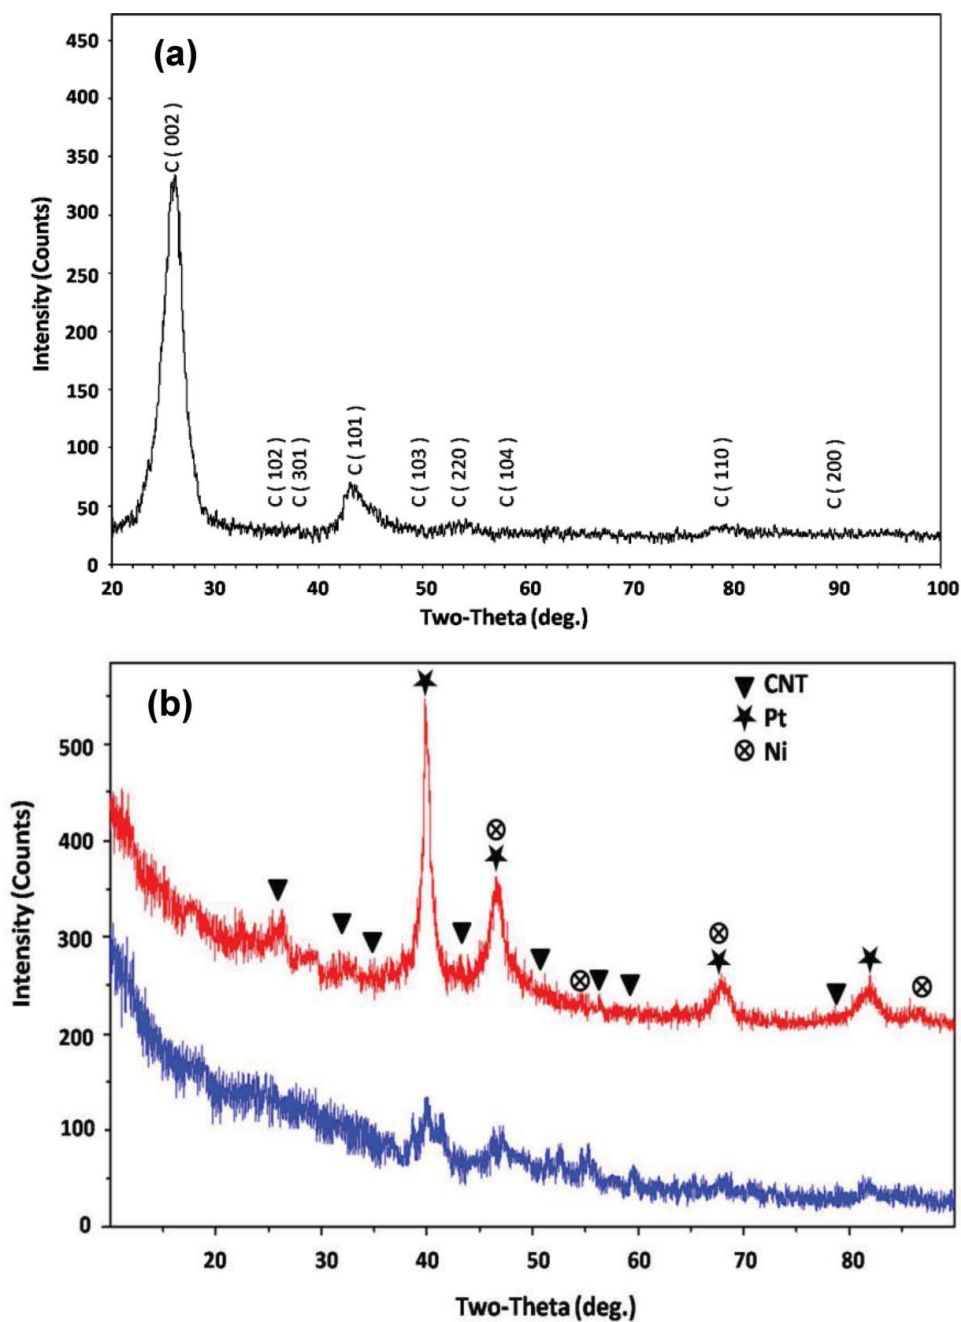 (a)
450
400
350
300
250
200
150
100
50
0
Intensity (Counts)
C ( 002 )
C ( 102 )
C ( 301 )
C ( 101 )
C ( 103 )
C ( 220 )
C ( 104 )
C ( 110 )
C ( 200 )
20 30 40 50 60 70 80 90 100
Two-Theta (deg.)
(b)
CNT
Pt
Ni
500
400
300
200
100
0
Intensity (Counts)
20 30 40 50 60 70 80
Two-Theta (deg.)